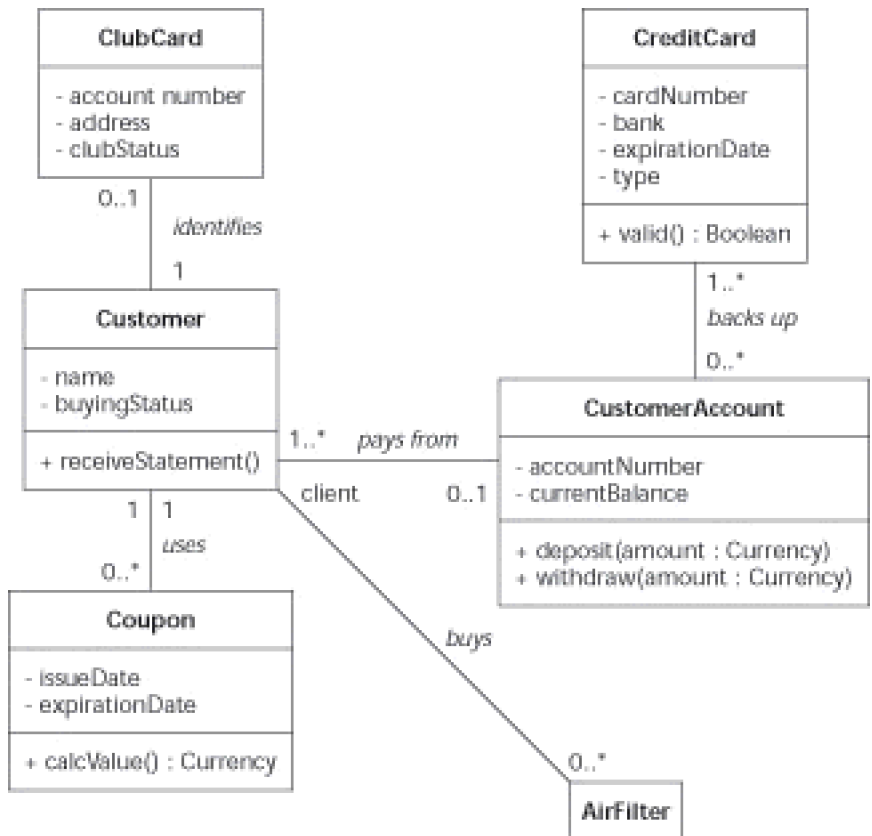 ClubCard
- account number
- address
- clubStatus
0..1
identifies
1
CreditCard
- cardNumber
- bank
- expirationDate
- type
+ valid() : Boolean
1..*
backs up
0..*
Customer
- name
- buyingStatus
+ receiveStatement()
1..*
pays from
0..1
client
CustomerAccount
- accountNumber
- currentBalance
+ deposit(amount : Currency)
+ withdraw(amount : Currency)
1
1
uses
0..*
Coupon
- issueDate
- expirationDate
+ calcValue() : Currency
buys
0..*
AirFilter